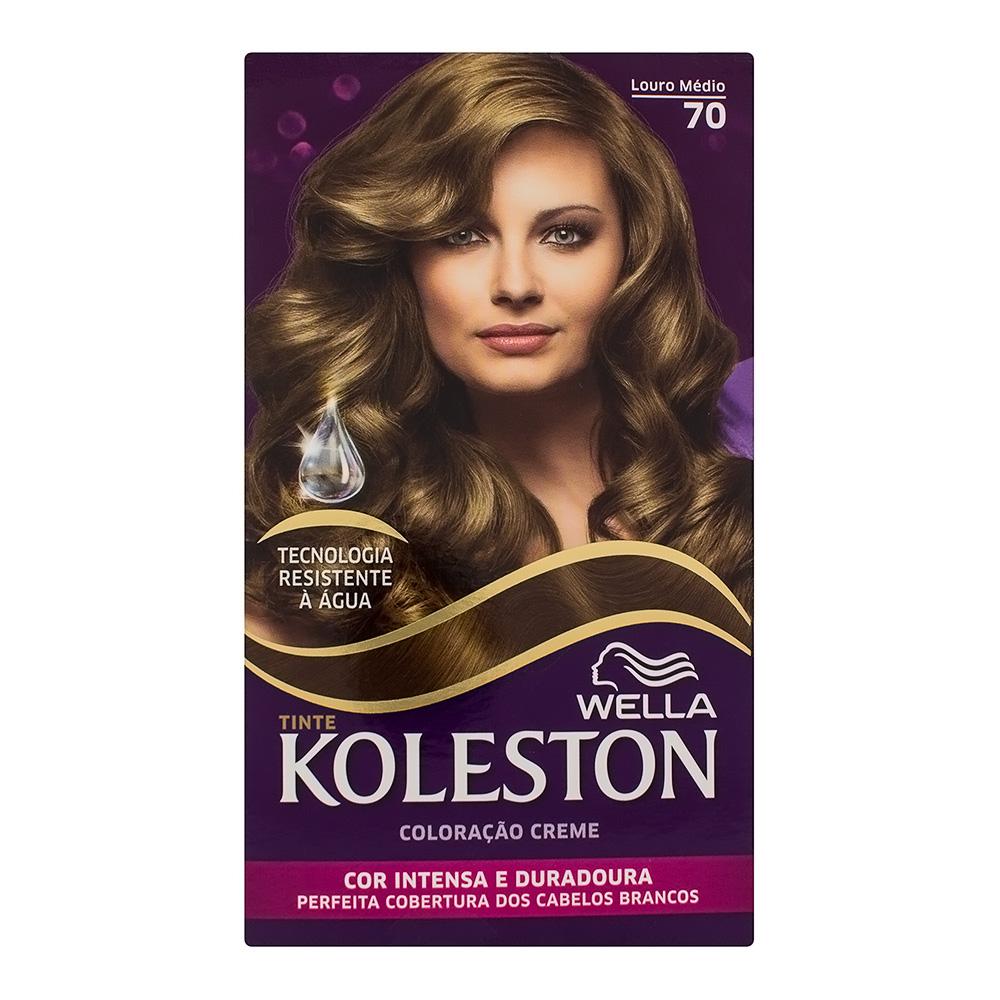 Louro Médio
70
TECNOLOGIA
RESISTENTE
À ÁGUA
WELLA
TINTE
KOLESTON
COLORAÇÃO CREME
COR INTENSA E DURADOURA
PERFEITA COBERTURA DOS CABELOS BRANCOS